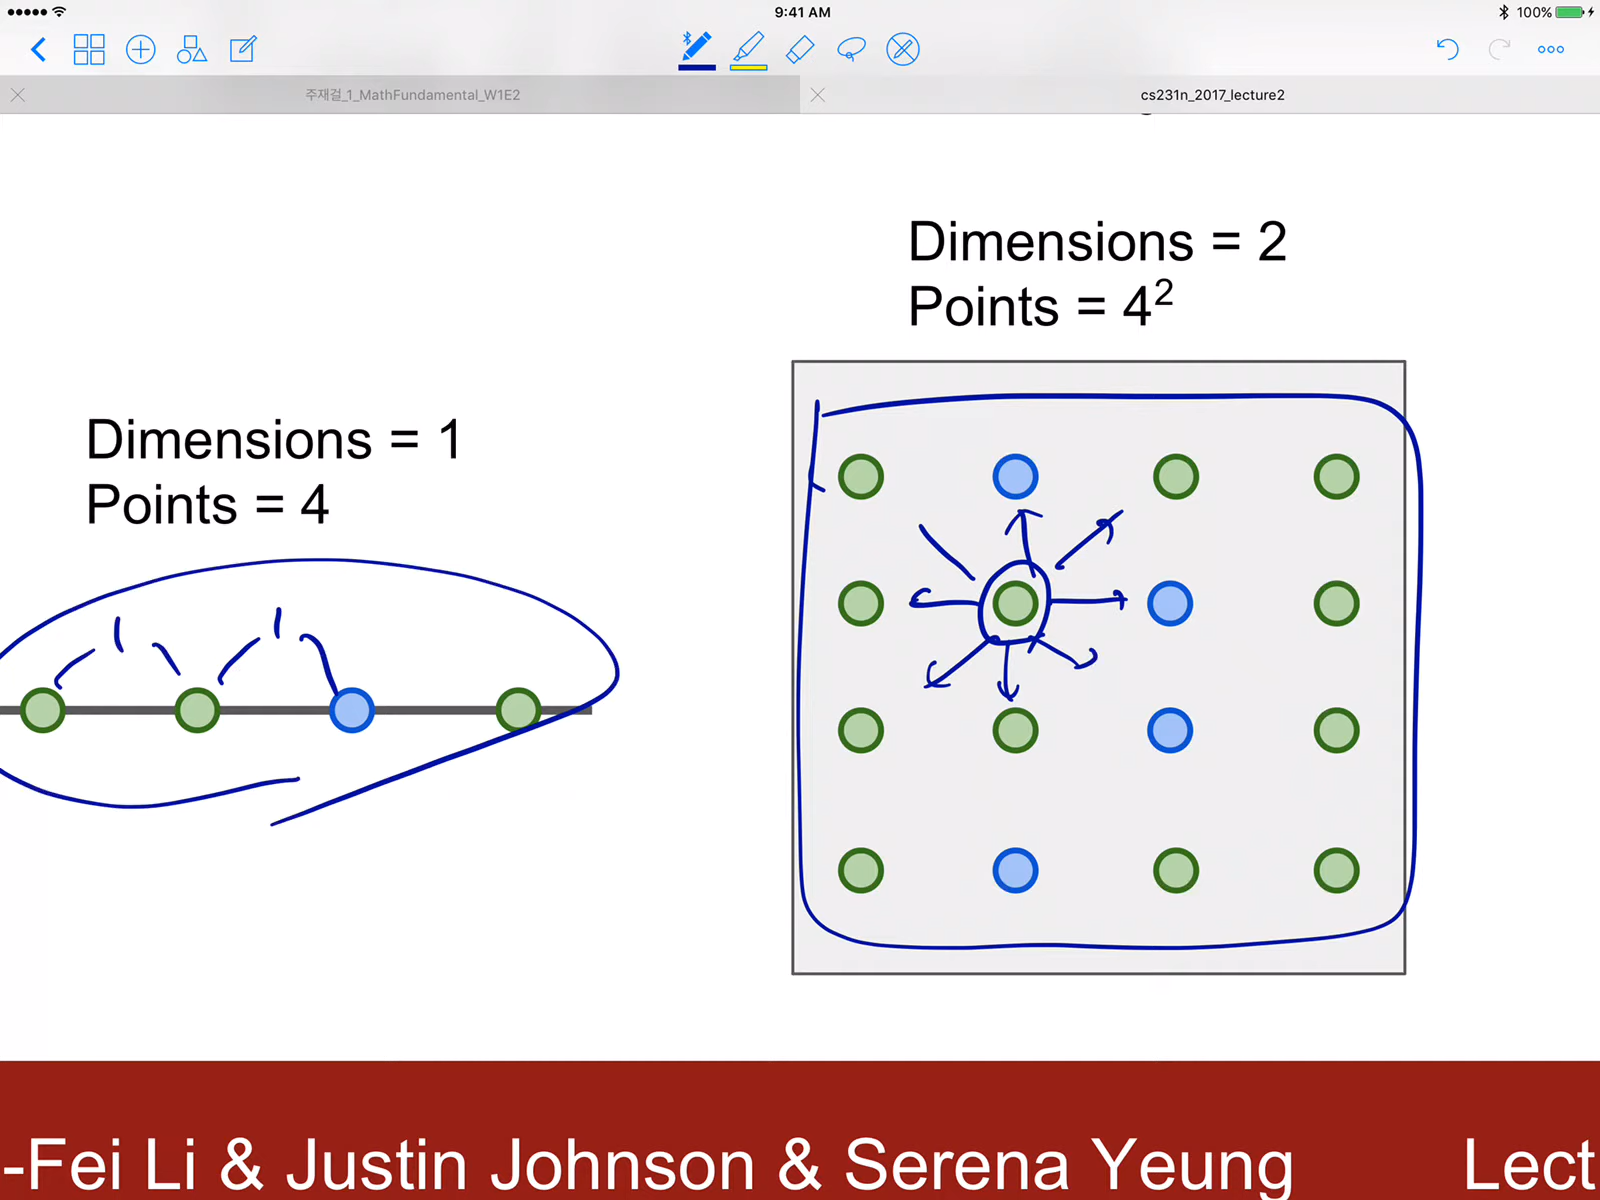 9:41 AM
100%
주재걸_1_MathFundamental_W1E2
cs231n_2017_lecture2
Dimensions = 2
Points = 4²
Dimensions = 1
Points = 4
-Fei Li & Justin Johnson & Serena Yeung
Lect